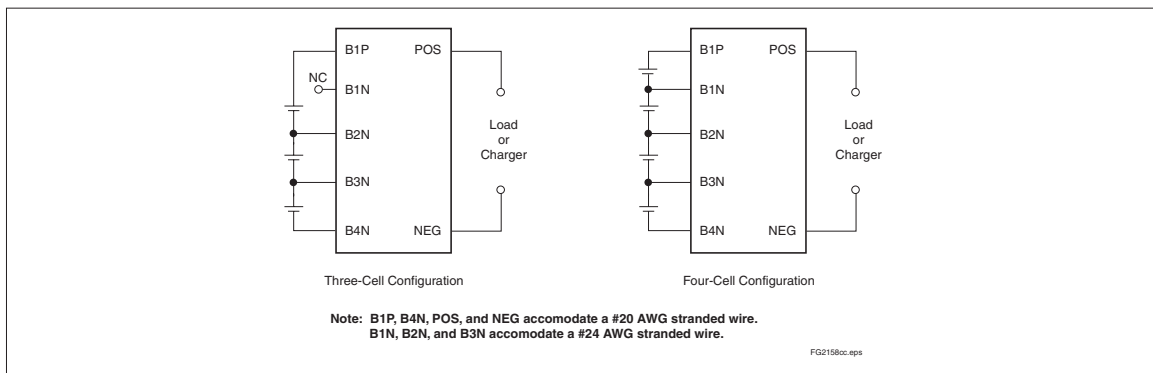 B1P POS
NC
B1N
B2N
B3N
B4N NEG
Load
or
Charger
Three-Cell Configuration
B1P POS
B1N
B2N
B3N
B4N NEG
Load
or
Charger
Four-Cell Configuration
Note: B1P, B4N, POS, and NEG accomodate a #20 AWG stranded wire.
B1N, B2N, and B3N accomodate a #24 AWG stranded wire.
FG2158cc.eps